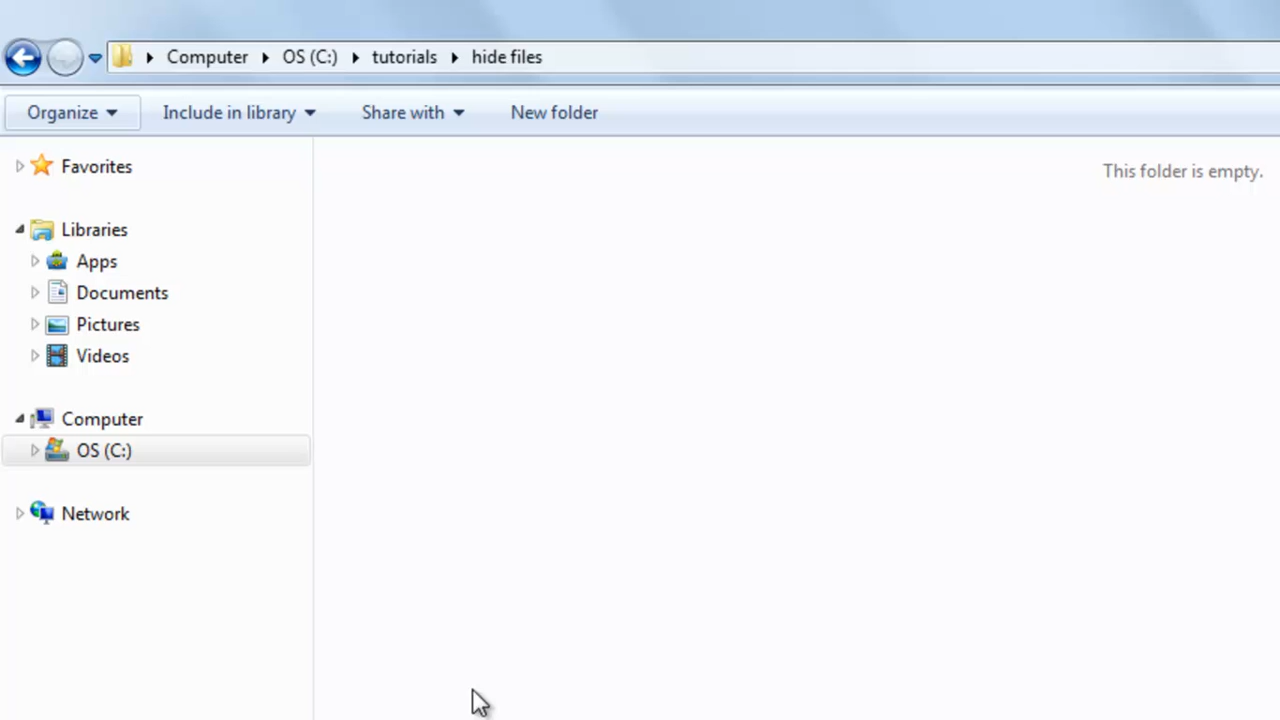 Computer OS (C:) tutorials hide files
Organize Include in library Share with New folder
Favorites
This folder is empty.
Libraries
Apps
Documents
Pictures
Videos
Computer
OS (C:)
Network